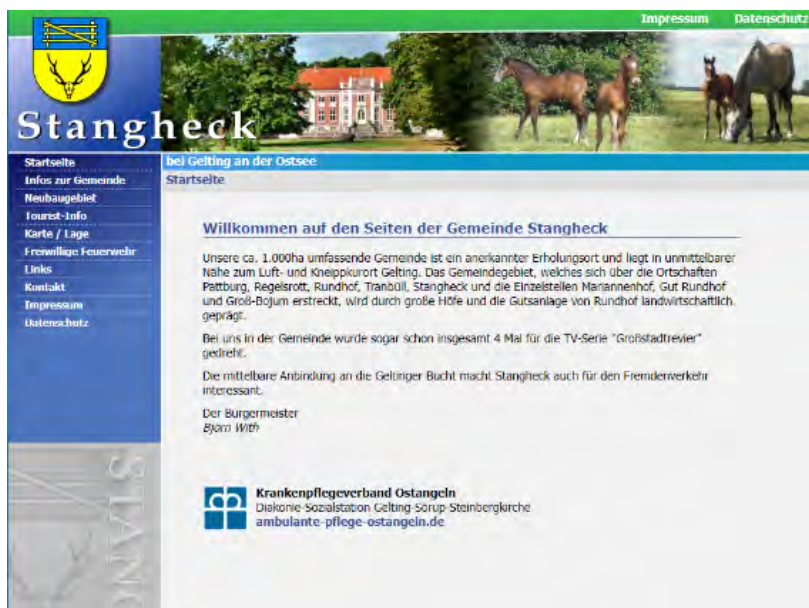 Impressum Datenschutz
Stangheck
Startseite
Infos zur Gemeinde
Neubaugebiet
Tourist-Info
Karte / Lage
Freiwillige Feuerwehr
Links
Kontakt
Impressum
Datenschutz
bei Gelting an der Ostsee
Startseite
Willkommen auf den Seiten der Gemeinde Stangheck
Unsere ca. 1.000ha umfassende Gemeinde ist ein anerkannter Erholungsort und liegt in unmittelbarer
Nähe zum Luft- und Kneippkurort Gelting. Das Gemeindegebiet, welches sich über die Ortschaften
Pattburg, Regelsrott, Rundhof, Tranbüll, Stangheck und die Einzelstellen Mariannenhof, Gut Rundhof
und Groß-Bojum erstreckt, wird durch große Höfe und die Gutsanlage von Rundhof landwirtschaftlich
geprägt.
Bei uns in der Gemeinde wurde sogar schon insgesamt 4 Mal für die TV-Serie "Großstadtrevier"
gedreht.
Die mittelbare Anbindung an die Geltinger Bucht macht Stangheck auch für den Fremdenverkehr
interessant.
Der Bürgermeister
Björn With
Krankenpflegeverband Ostangeln
Diakonie-Sozialstation Gelting-Sörup-Steinbergkirche
ambulante-pflege-ostangeln.de
STANG